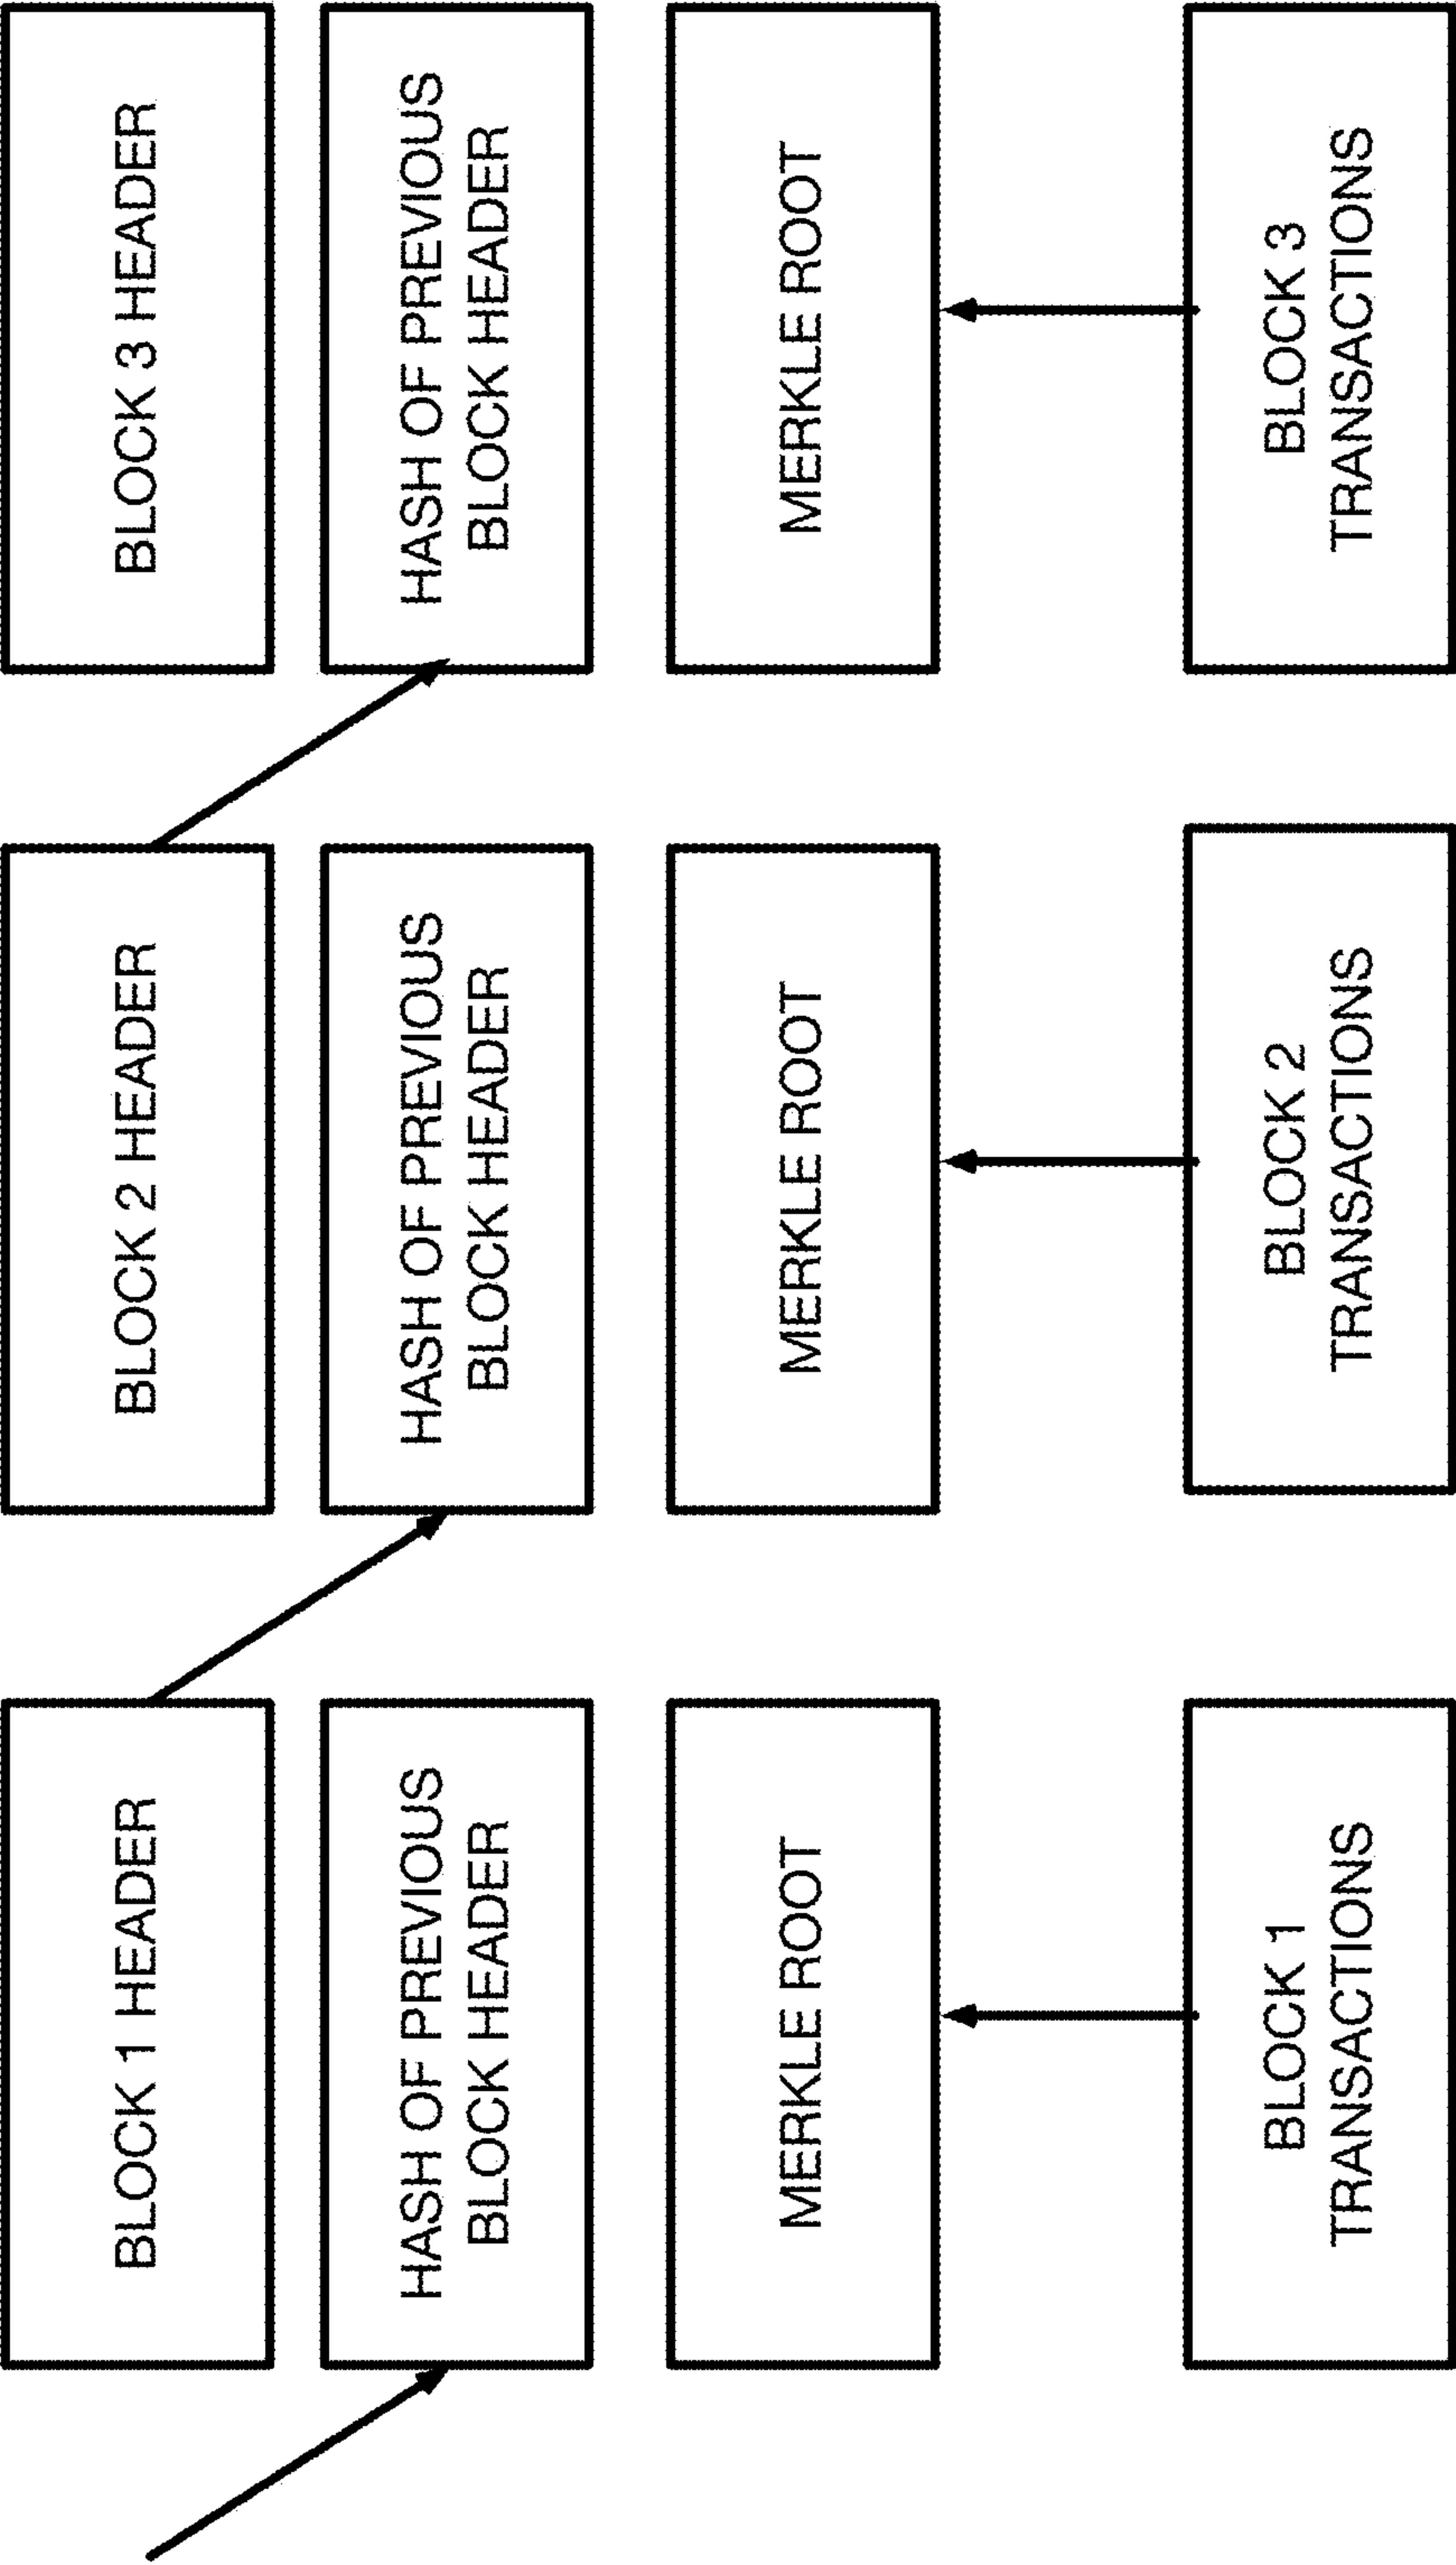 BLOCK 1 HEADER
HASH OF PREVIOUS
BLOCK HEADER
MERKLE ROOT
BLOCK 1
TRANSACTIONS
BLOCK 2 HEADER
HASH OF PREVIOUS
BLOCK HEADER
MERKLE ROOT
BLOCK 2
TRANSACTIONS
BLOCK 3 HEADER
HASH OF PREVIOUS
BLOCK HEADER
MERKLE ROOT
BLOCK 3
TRANSACTIONS